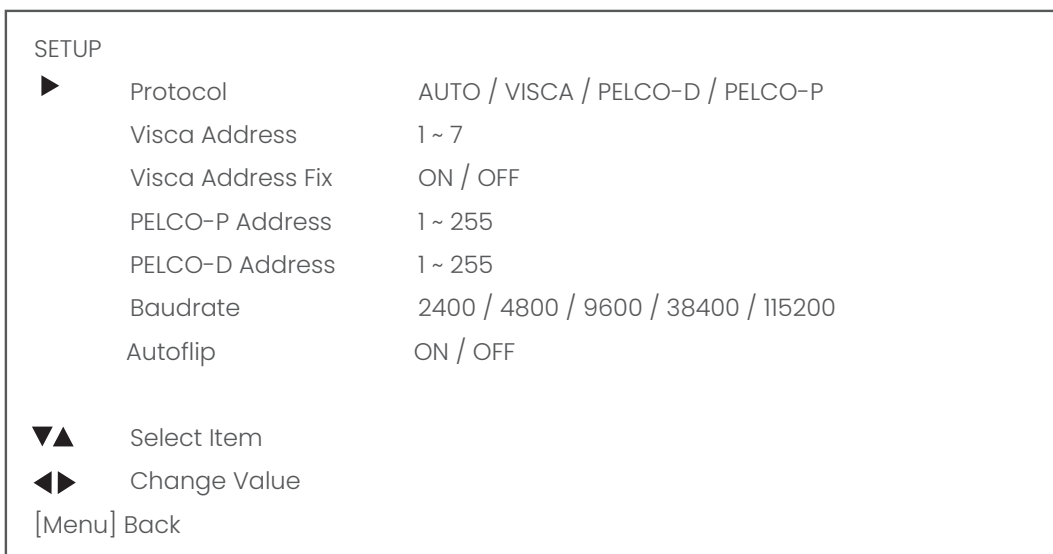 SETUP
▶ Protocol AUTO / VISCA / PELCO-D / PELCO-P
Visca Address 1 ~ 7
Visca Address Fix ON / OFF
PELCO-P Address 1 ~ 255
PELCO-D Address 1 ~ 255
Baudrate 2400 / 4800 / 9600 / 38400 / 115200
Autoflip ON / OFF
▼▲ Select Item
◀▶ Change Value
[Menu] Back